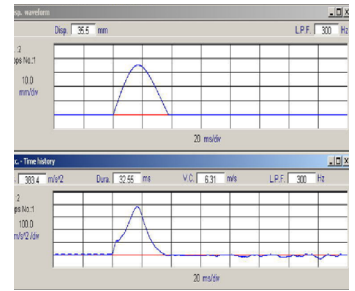 sp. waveform
Disp. 35.5 mm L.P.F. 300 Hz
:2
ps No.:1
10.0
mm/div
20 ms/div
c. - Time history
383.4 m/s^2 Dura. 32.55 ms V.C. 6.31 m/s L.P.F. 300 Hz
2
ps No.:1
100.0
m/s^2 /div
20 ms/div